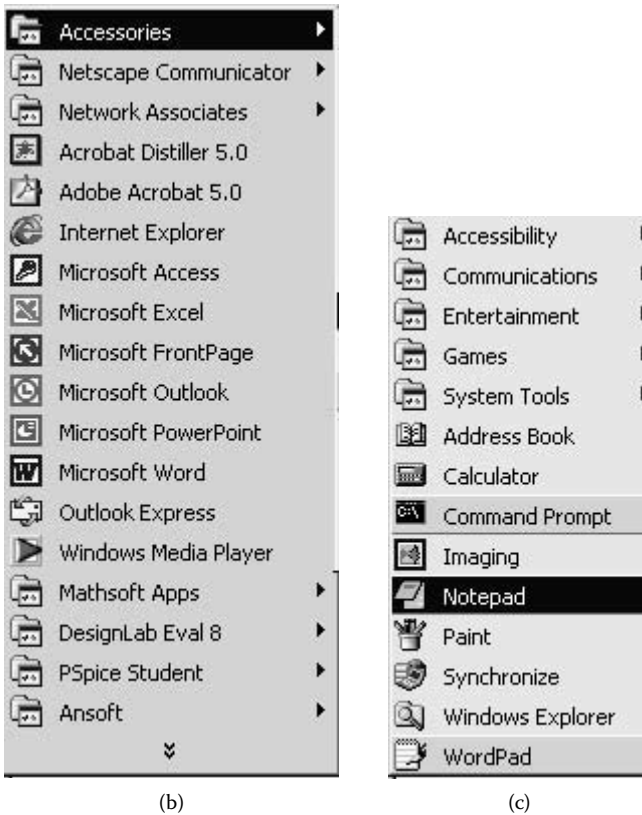 Accessories
Netscape Communicator
Network Associates
Acrobat Distiller 5.0
Adobe Acrobat 5.0
Internet Explorer
Microsoft Access
Microsoft Excel
Microsoft FrontPage
Microsoft Outlook
Microsoft PowerPoint
Microsoft Word
Outlook Express
Windows Media Player
Mathsoft Apps
DesignLab Eval 8
PSpice Student
Ansoft
(b)
Accessibility
Communications
Entertainment
Games
System Tools
Address Book
Calculator
Command Prompt
Imaging
Notepad
Paint
Synchronize
Windows Explorer
WordPad
(c)